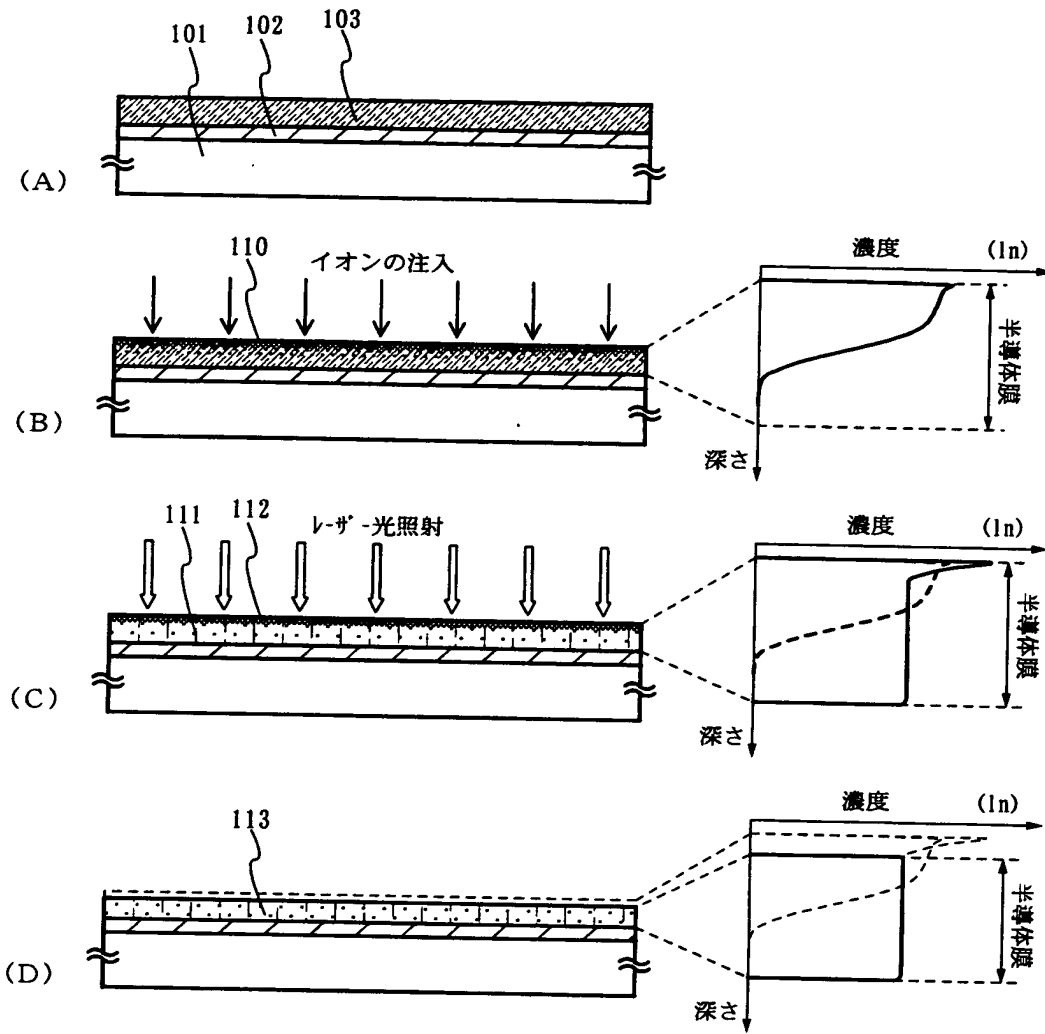 101
102
103
(A)
110
イオンの注入
濃度
(ln)
半導体膜
深さ
(B)
111
112
レーザー光照射
濃度
(ln)
半導体膜
深さ
(C)
113
濃度
(ln)
半導体膜
深さ
(D)